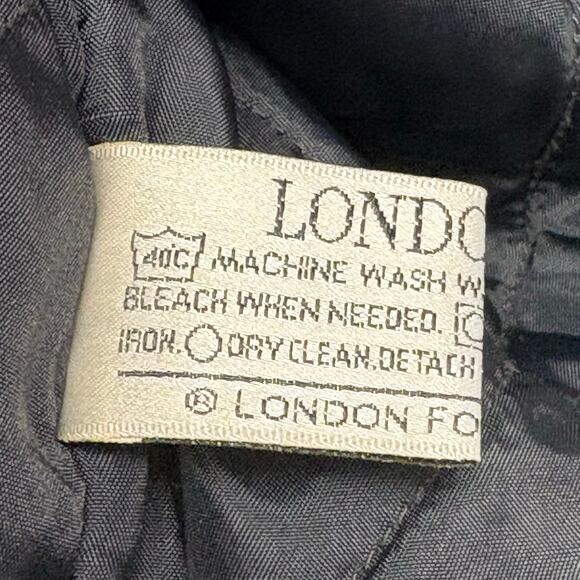 LONDO
40C MACHINE WASH W
BLEACH WHEN NEEDED.
IRON. DRY CLEAN. DETACH
® LONDON FO